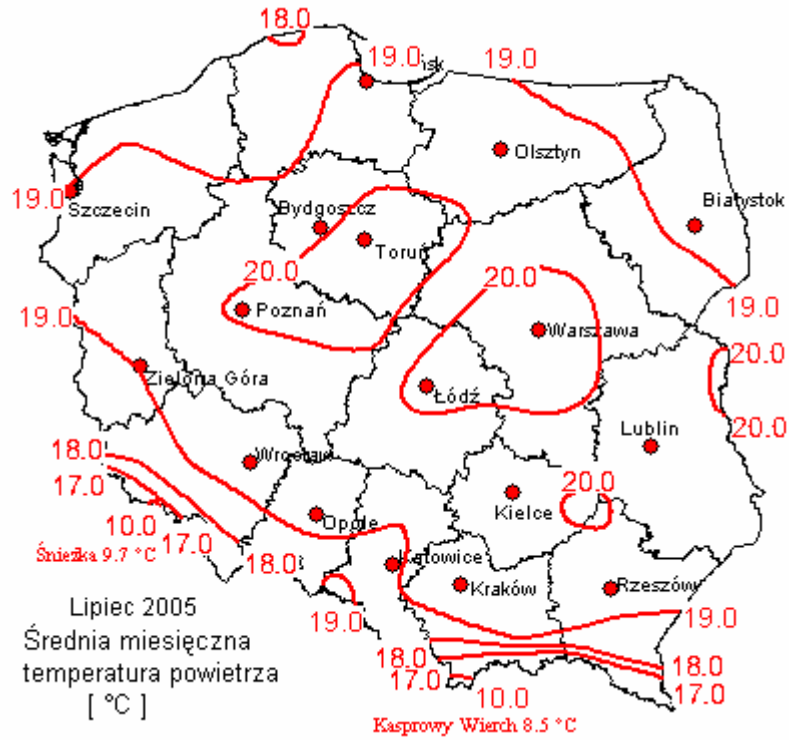 18.0
19.0
isk
19.0
Olsztyn
19.0
Szczecin
Bydgoszcz
Białystok
Toruń
20.0
20.0
19.0
19.0
Poznań
Warszawa
20.0
Zielona Góra
Łódź
20.0
Lublin
18.0
Wrocław
17.0
20.0
Kielce
10.0
17.0
Opole
Śnieżka 9.7 °C
18.0
Katowice
Kraków
Rzeszów
Lipiec 2005
19.0
19.0
Średnia miesięczna
temperatura powietrza
[ °C ]
18.0
18.0
17.0
10.0
17.0
Kasprowy Wierch 8.5 °C